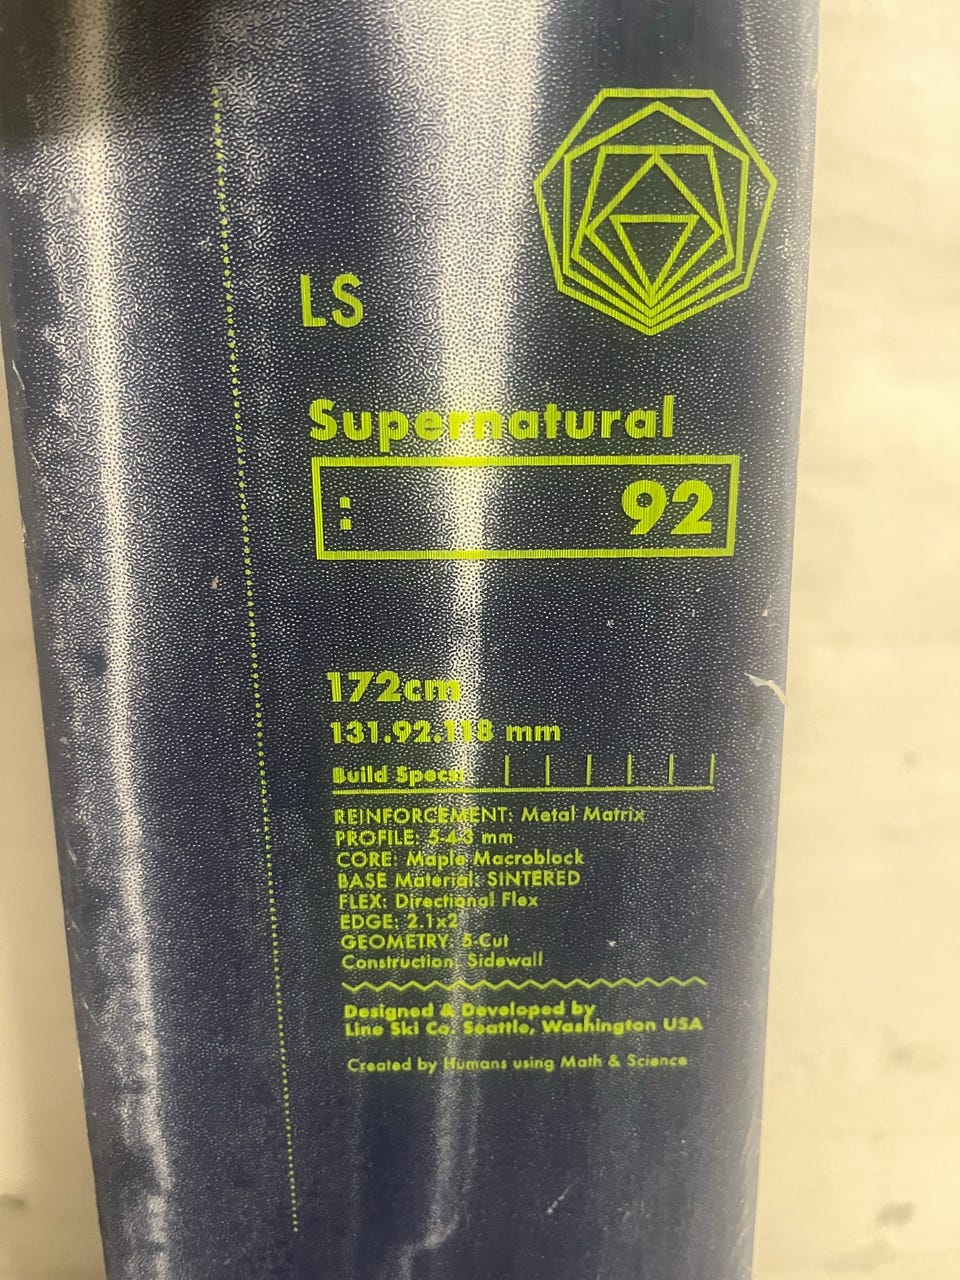 LS
Supernatural
: 92
172cm
131.92.118 mm
Build Specs:
REINFORCEMENT: Metal Matrix
PROFILE: 5-4-3 mm
CORE: Maple Macroblock
BASE Material: SINTERED
FLEX: Directional Flex
EDGE: 2.1x2
GEOMETRY: 5-Cut
Construction: Sidewall
Designed & Developed by
Line Ski Co. Seattle, Washington USA
Created by Humans using Math & Science